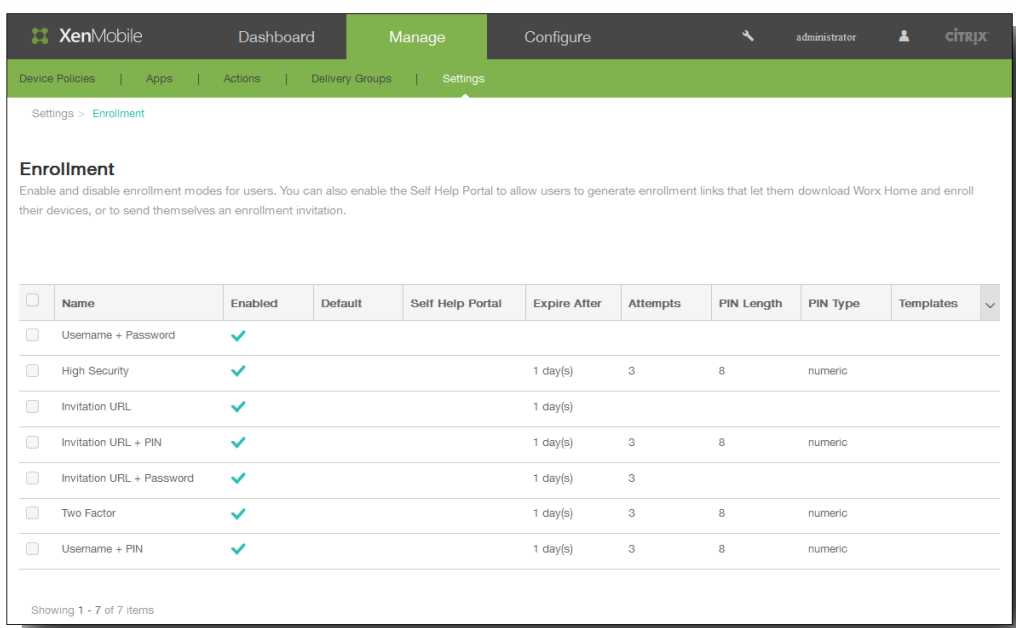 XenMobile Dashboard Manage Configure administrator CİTRIX
Device Policies | Apps | Actions | Delivery Groups | Settings
Settings > Enrollment
Enrollment
Enable and disable enrollment modes for users. You can also enable the Self Help Portal to allow users to generate enrollment links that let them download Worx Home and enroll
their devices, or to send themselves an enrollment invitation.
Name Enabled Default Self Help Portal Expire After Attempts PIN Length PIN Type Templates
Username + Password
High Security 1 day(s) 3 8 numeric
Invitation URL 1 day(s)
Invitation URL + PIN 1 day(s) 3 8 numeric
Invitation URL + Password 1 day(s) 3
Two Factor 1 day(s) 3 8 numeric
Username + PIN 1 day(s) 3 8 numeric
Showing 1 - 7 of 7 items